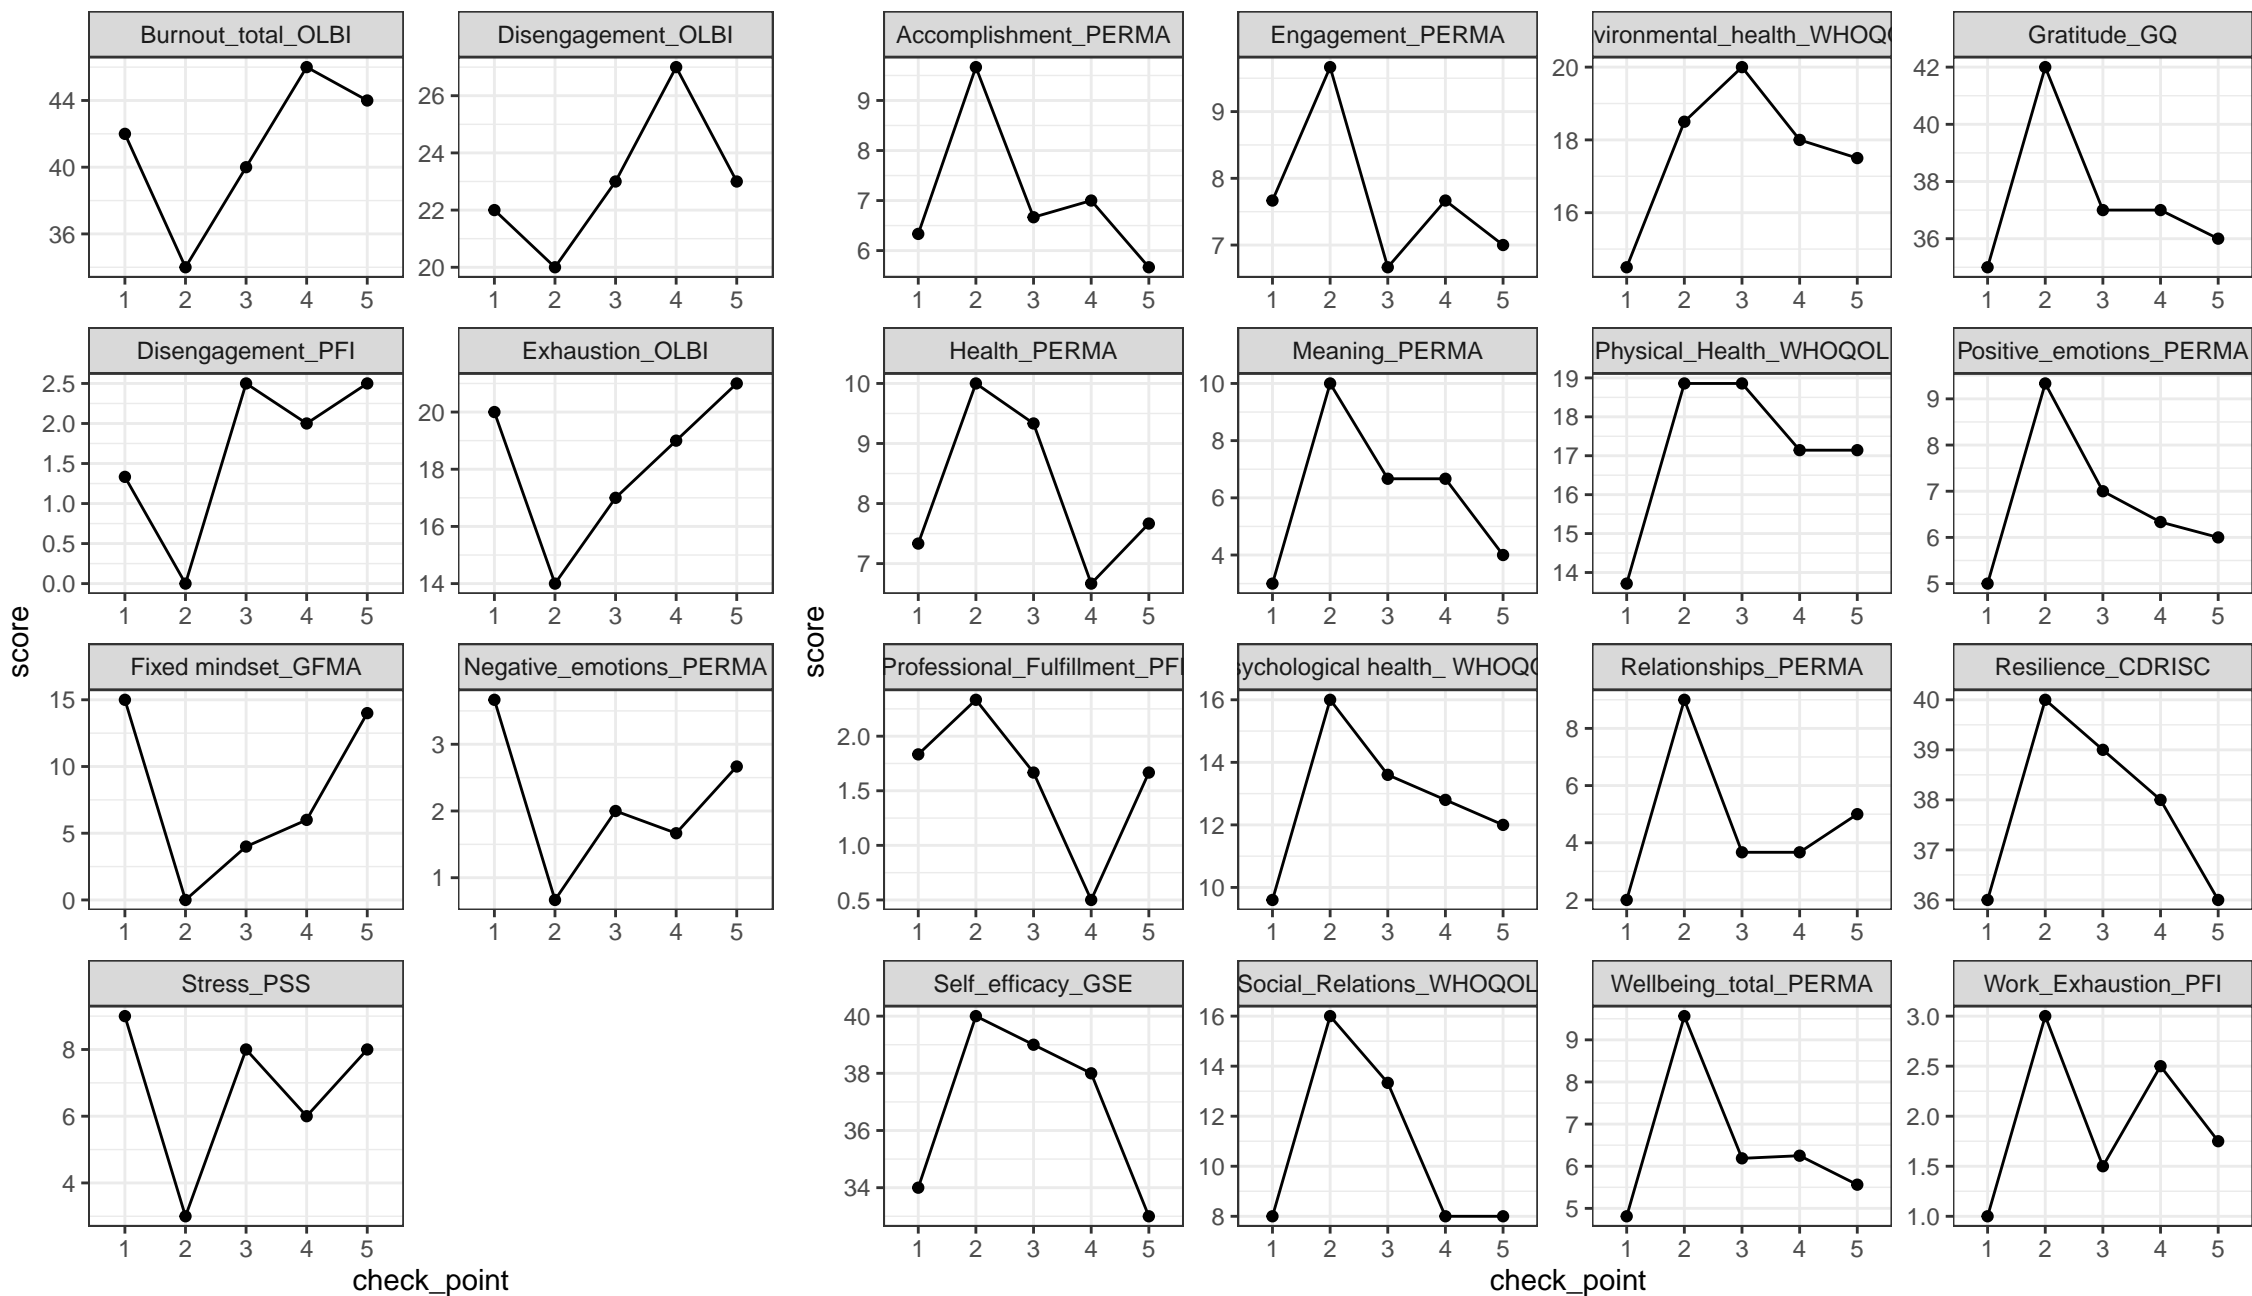 Burnout_total_OLBI
44
40
36
1 2 3 4 5
Disengagement_OLBI
26
24
22
20
1 2 3 4 5
Disengagement_PFI
2.5
2.0
1.5
1.0
0.5
0.0
1 2 3 4 5
Exhaustion_OLBI
20
18
16
14
1 2 3 4 5
Fixed mindset_GFMA
15
10
5
0
1 2 3 4 5
Negative_emotions_PERMA
3
2
1
1 2 3 4 5
Stress_PSS
8
6
4
1 2 3 4 5
score
check_point
Accomplishment_PERMA
9
8
7
6
1 2 3 4 5
Engagement_PERMA
9
8
7
1 2 3 4 5
vironmental_health_WHOQ
20
18
16
1 2 3 4 5
Gratitude_GQ
42
40
38
36
1 2 3 4 5
Health_PERMA
10
9
8
7
1 2 3 4 5
Meaning_PERMA
10
8
6
4
1 2 3 4 5
Physical_Health_WHOQOL
19
18
17
16
15
14
1 2 3 4 5
Positive_emotions_PERMA
9
8
7
6
5
1 2 3 4 5
Professional_Fulfillment_PFI
2.0
1.5
1.0
0.5
1 2 3 4 5
sychological health_ WHOQ
16
14
12
10
1 2 3 4 5
Relationships_PERMA
8
6
4
2
1 2 3 4 5
Resilience_CDRISC
40
39
38
37
36
1 2 3 4 5
Self_efficacy_GSE
40
38
36
34
1 2 3 4 5
Social_Relations_WHOQOL
16
14
12
10
8
1 2 3 4 5
Wellbeing_total_PERMA
9
8
7
6
5
1 2 3 4 5
Work_Exhaustion_PFI
3.0
2.5
2.0
1.5
1.0
1 2 3 4 5
score
check_point